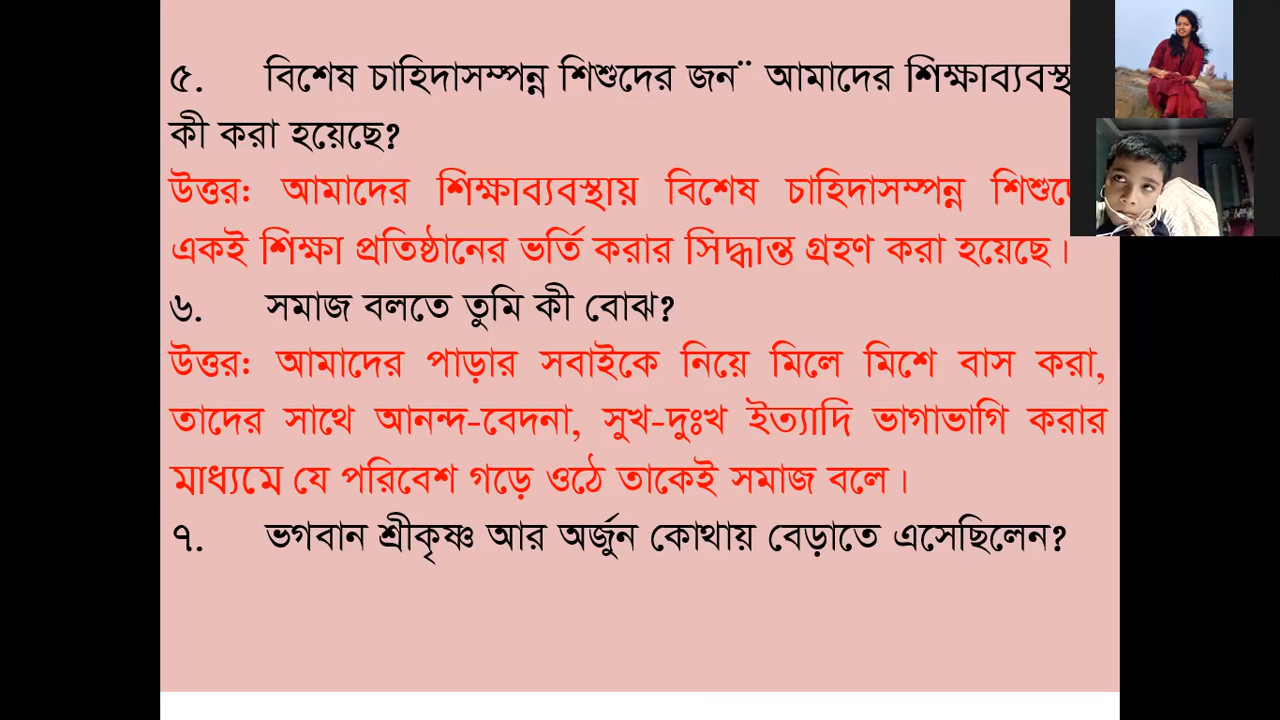 ৫. বিশেষ চাহিদাসম্পন্ন শিশুদের জন¨ আমাদের
কী করা হয়েছে?
উত্তর: আমাদের শিক্ষাব্যবস্থায় বিশেষ চাহিদাসম্পন্ন
একই শিক্ষা প্রতিষ্ঠানের ভর্তি করার সিদ্ধান্ত গ্রহণ করা হয়েছে।
৬. সমাজ বলতে তুমি কী বোঝ?
উত্তর: আমাদের পাড়ার সবাইকে নিয়ে মিলে মিশে বাস করা,
তাদের সাথে আনন্দ-বেদনা, সুখ-দুঃখ ইত্যাদি ভাগাভাগি করার
মাধ্যমে যে পরিবেশ গড়ে ওঠে তাকেই সমাজ বলে।
৭. ভগবান শ্রীকৃষ্ণ আর অর্জুন কোথায় বেড়াতে এসেছিলেন?